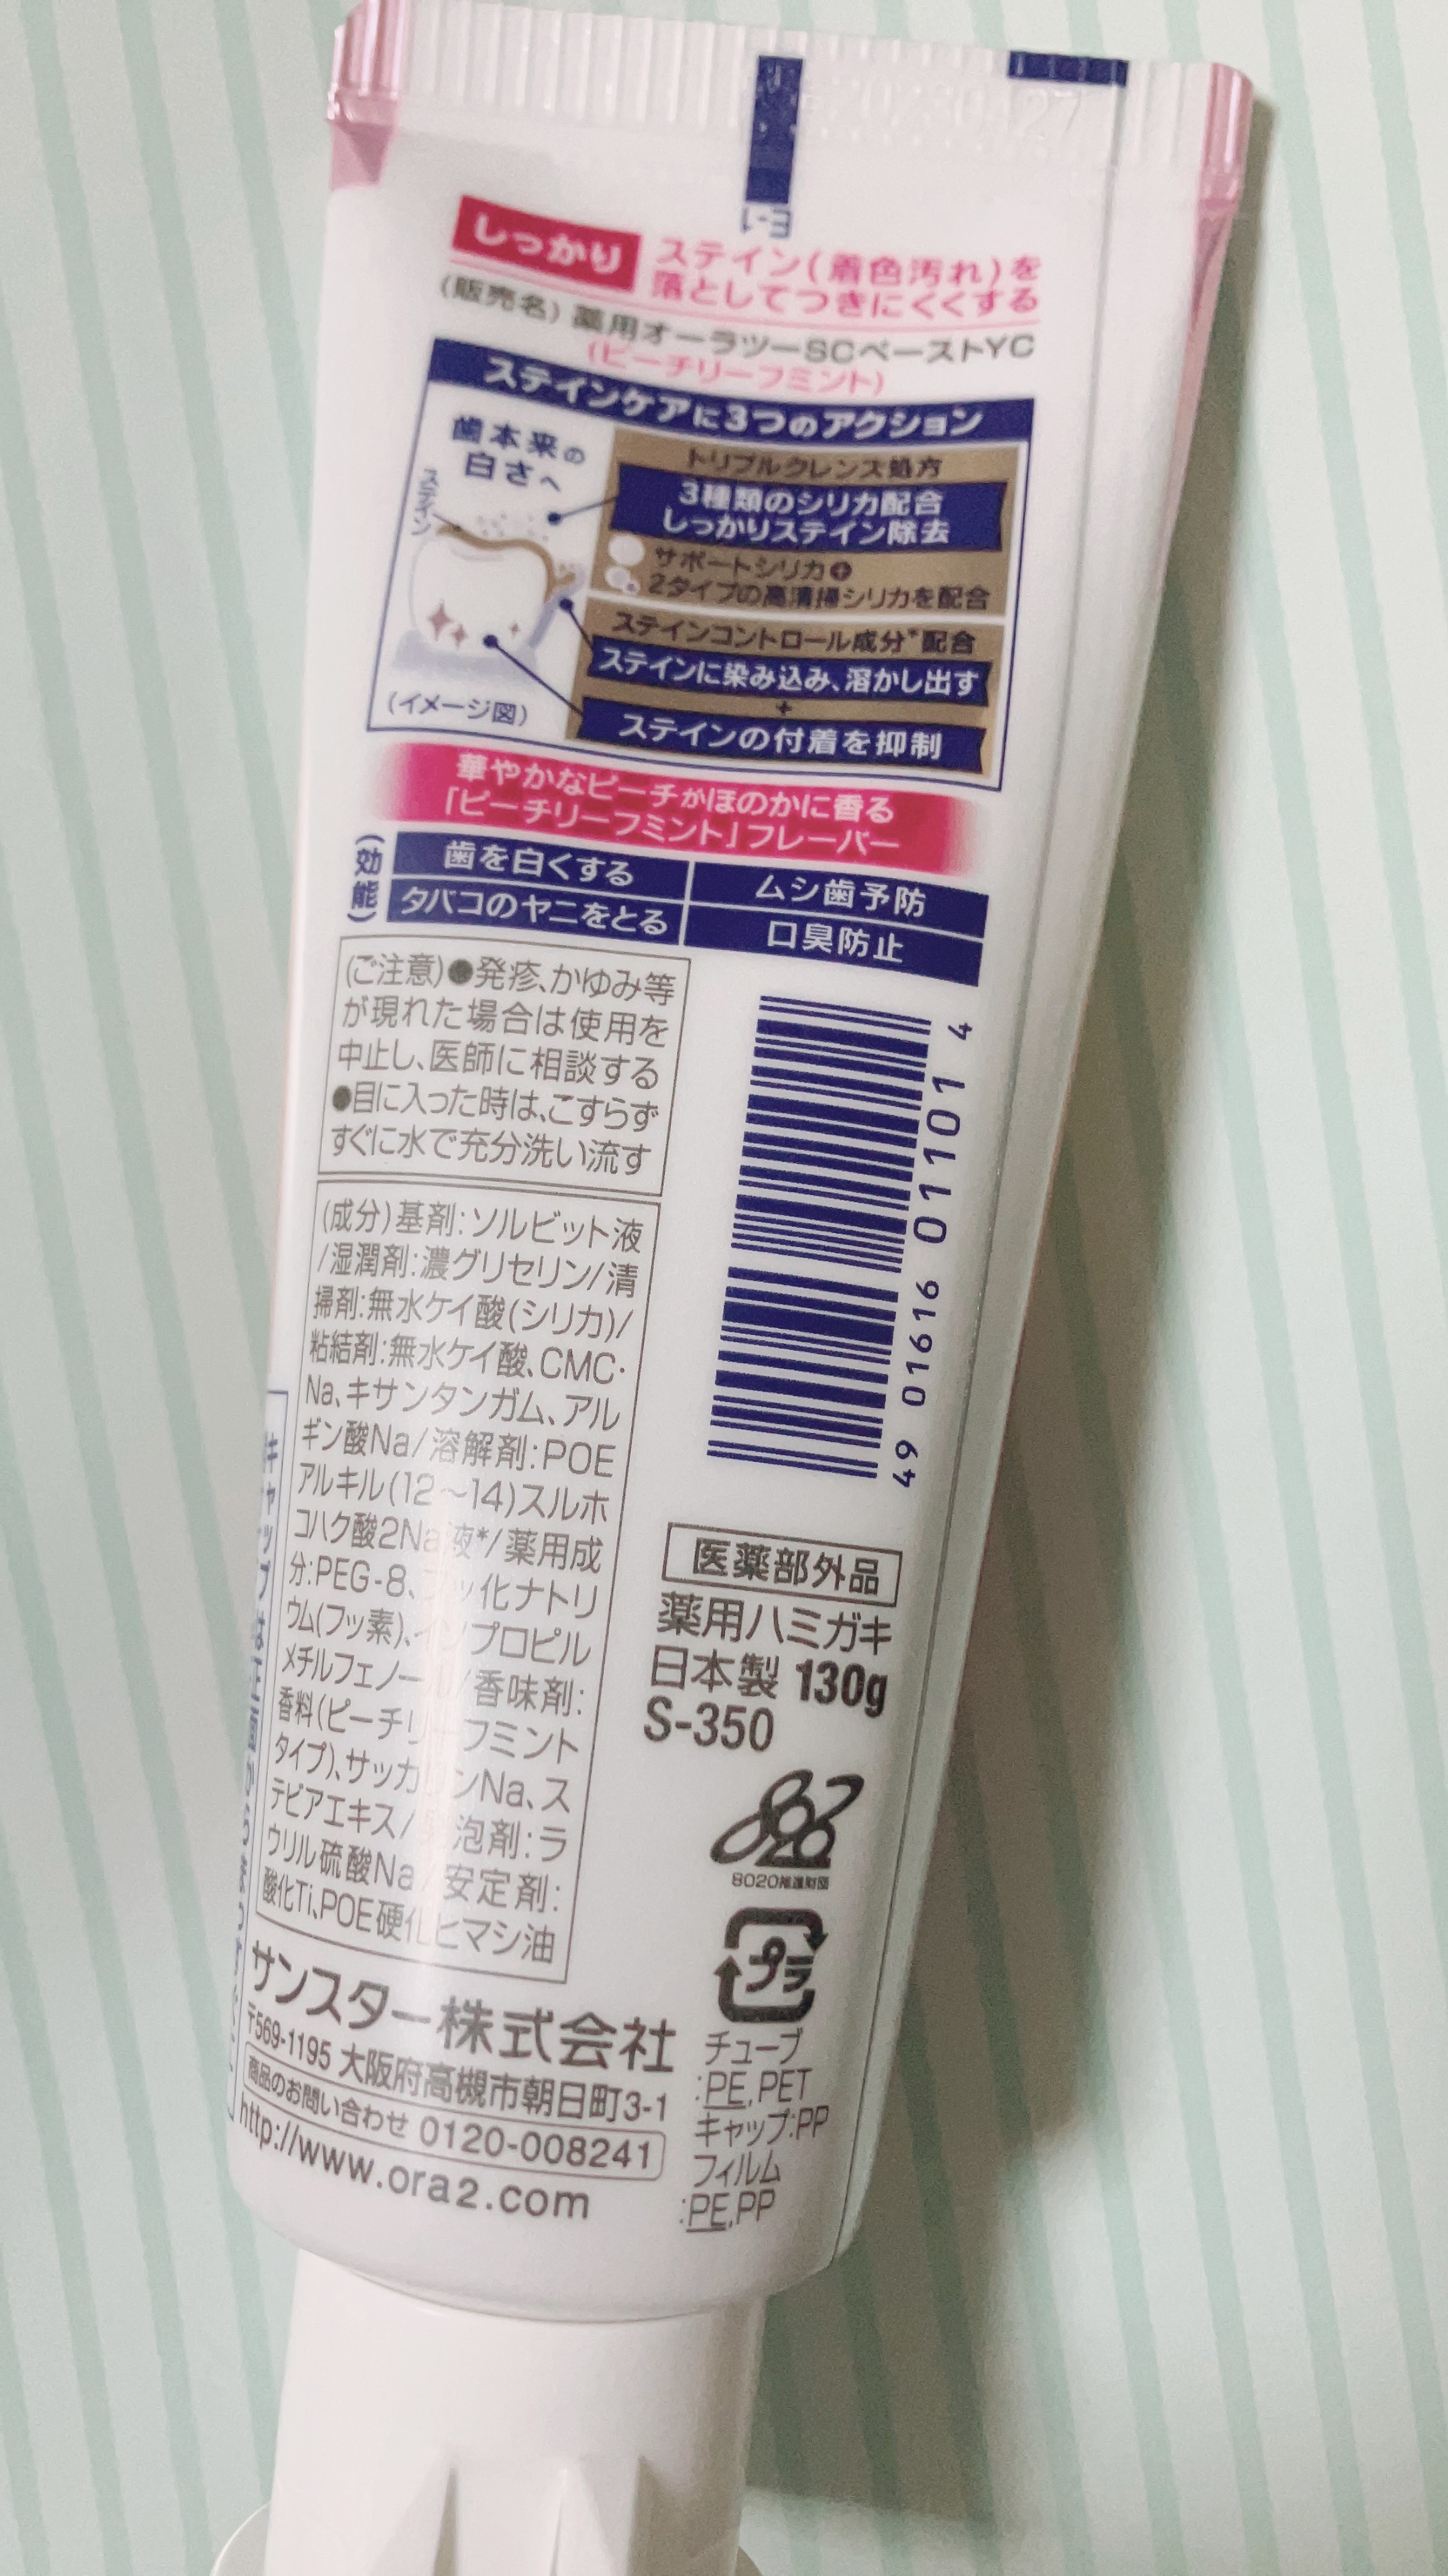 E-1
しっかり ステイン(着色汚れ)を
落としてつきにくくする
(販売名) 薬用オーラツーSCペーストYC
(ピーチリーフミント)
ステインケアに3つのアクション
歯本来の
白さへ
ステイン
(イメージ図)
トリプルクレンズ処方
3種類のシリカ配合
しっかりステイン除去
サポートシリカ+
2タイプの高清掃シリカを配合
ステインコントロール成分*配合
ステインに染み込み、溶かし出す
+
ステインの付着を抑制
華やかなピーチがほのかに香る
「ピーチリーフミント」フレーバー
(効能)
歯を白くする ムシ歯予防
タバコのヤニをとる 口臭防止
(ご注意)●発疹、かゆみ等
が現れた場合は使用を
中止し、医師に相談する
●目に入った時は、こすらず
すぐに水で充分洗い流す
(成分)基剤:ソルビット液
/湿潤剤:濃グリセリン/清
掃剤:無水ケイ酸(シリカ)/
粘結剤:無水ケイ酸、CMC・
Na、キサンタンガム、アル
ギン酸Na/溶解剤:POE
アルキル(12〜14)スルホ
コハク酸2Na液*/薬用成
分:PEG-8、フッ化ナトリ
ウム(フッ素)、イソプロピル
メチルフェノール/香味剤:
香料(ピーチリーフミント
タイプ)、サッカリンNa、ス
テビアエキス/発泡剤:ラ
ウリル硫酸Na/安定剤:
酸化Ti、POE硬化ヒマシ油
サンスター株式会社
〒569-1195 大阪府高槻市朝日町3-1
商品のお問い合わせ 0120-008241
http://www.ora2.com
49 01616 01101 4
医薬部外品
薬用ハミガキ
日本製 130g
S-350
8020
8020推進財団
プラ
チューブ
:PE,PET
キャップ:PP
フィルム
:PE,PP